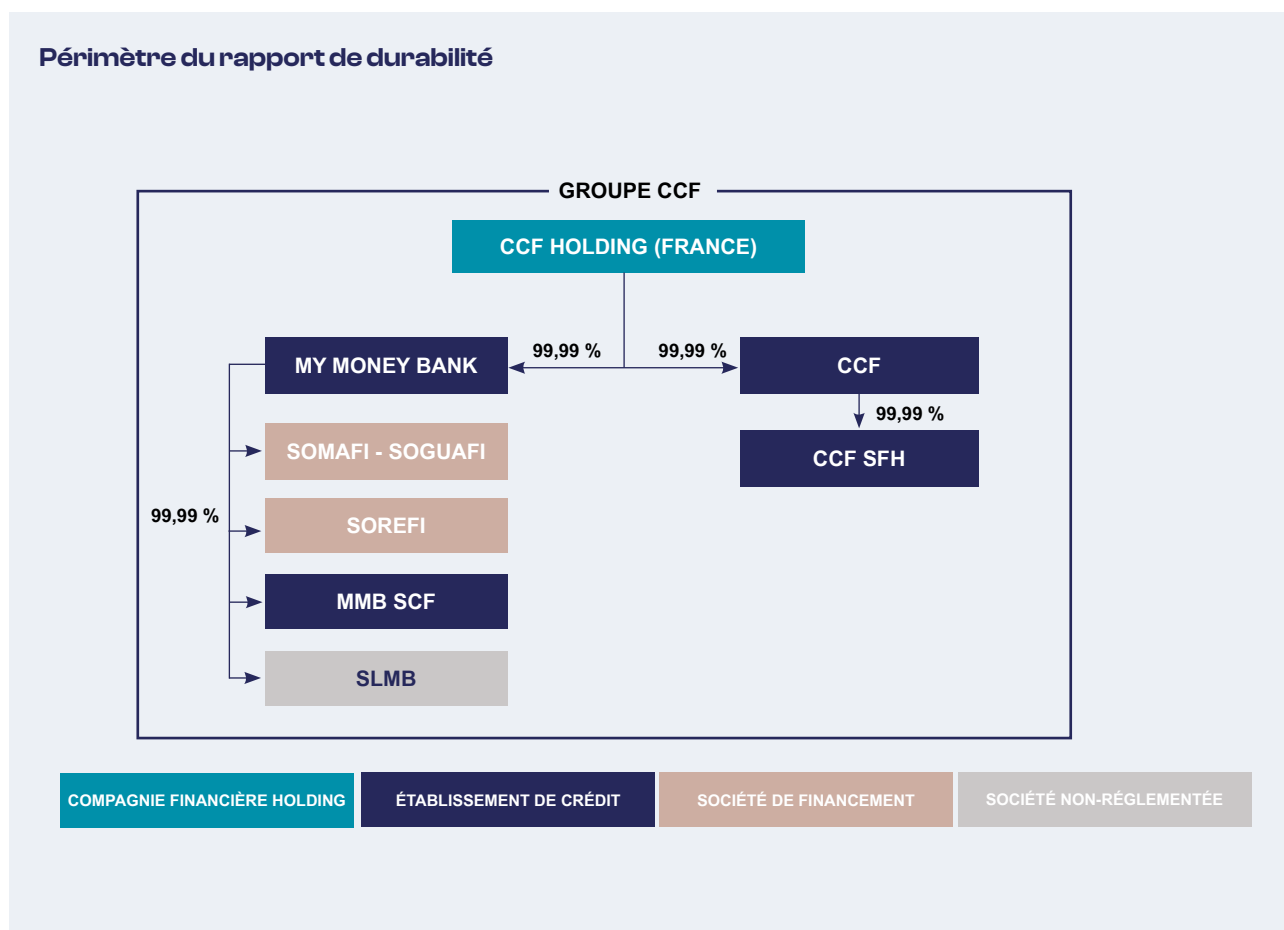 Périmètre du rapport de durabilité
GROUPE CCF
CCF HOLDING (FRANCE)
MY MONEY BANK
99,99 %
99,99 %
CCF
99,99 %
SOMAFI - SOGUAFI
CCF SFH
99,99 %
SOREFI
MMB SCF
SLMB
COMPAGNIE FINANCIÈRE HOLDING
ÉTABLISSEMENT DE CRÉDIT
SOCIÉTÉ DE FINANCEMENT
SOCIÉTÉ NON-RÉGLEMENTÉE